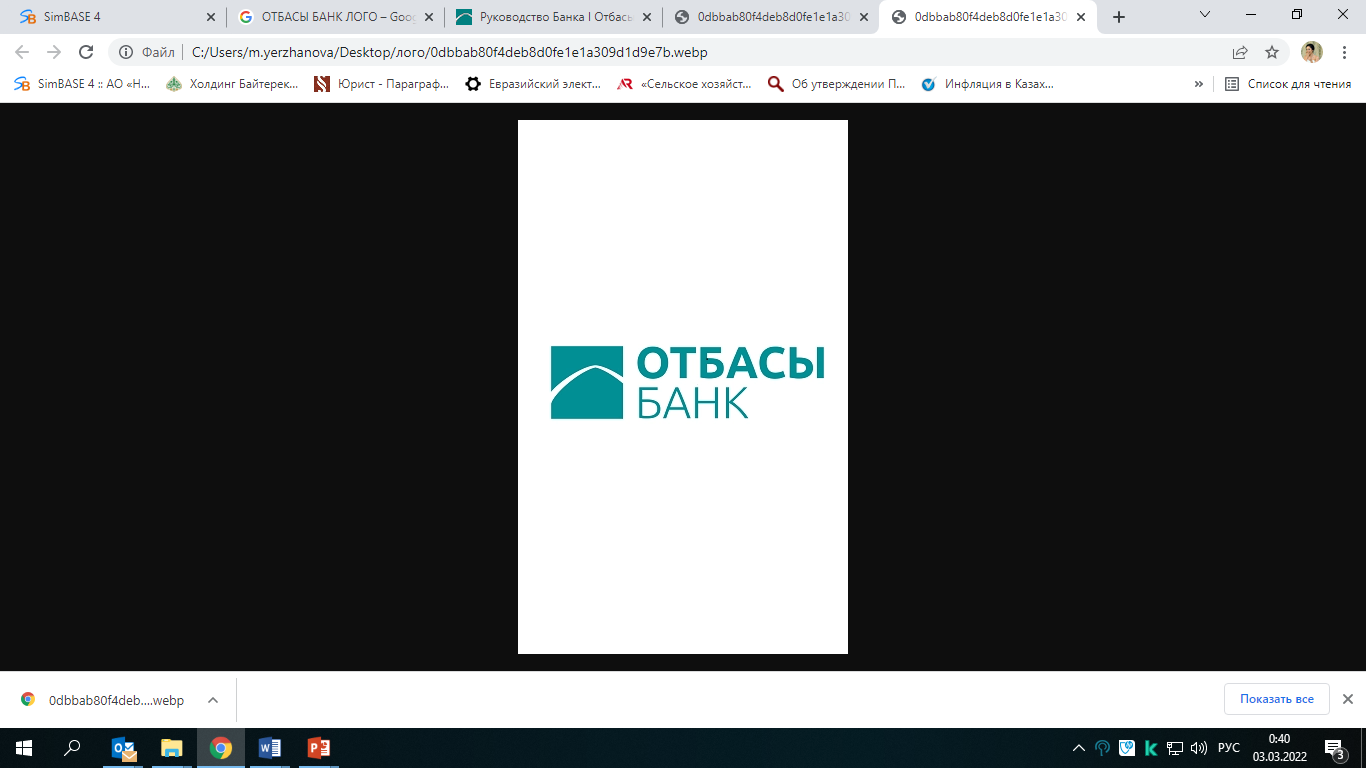 SimBASE 4
ОТБАСЫ БАНК ЛОГО – Goo
Руководство Банка I Отбасы
0dbbab80f4deb8d0fe1e1a30
0dbbab80f4deb8d0fe1e1a30
Файл
C:/Users/m.yerzhanova/Desktop/лого/0dbbab80f4deb8d0fe1e1a309d1d9e7b.webp
SimBASE 4 :: АО «Н...
Холдинг Байтерек...
Юрист - Параграф...
Евразийский элект...
«Сельское хозяйст...
Об утверждении П...
Инфляция в Казах...
»
Список для чтения
ОТБАСЫ
БАНК
0dbbab80f4deb....webp
Показать все
РУС
0:40
03.03.2022
3